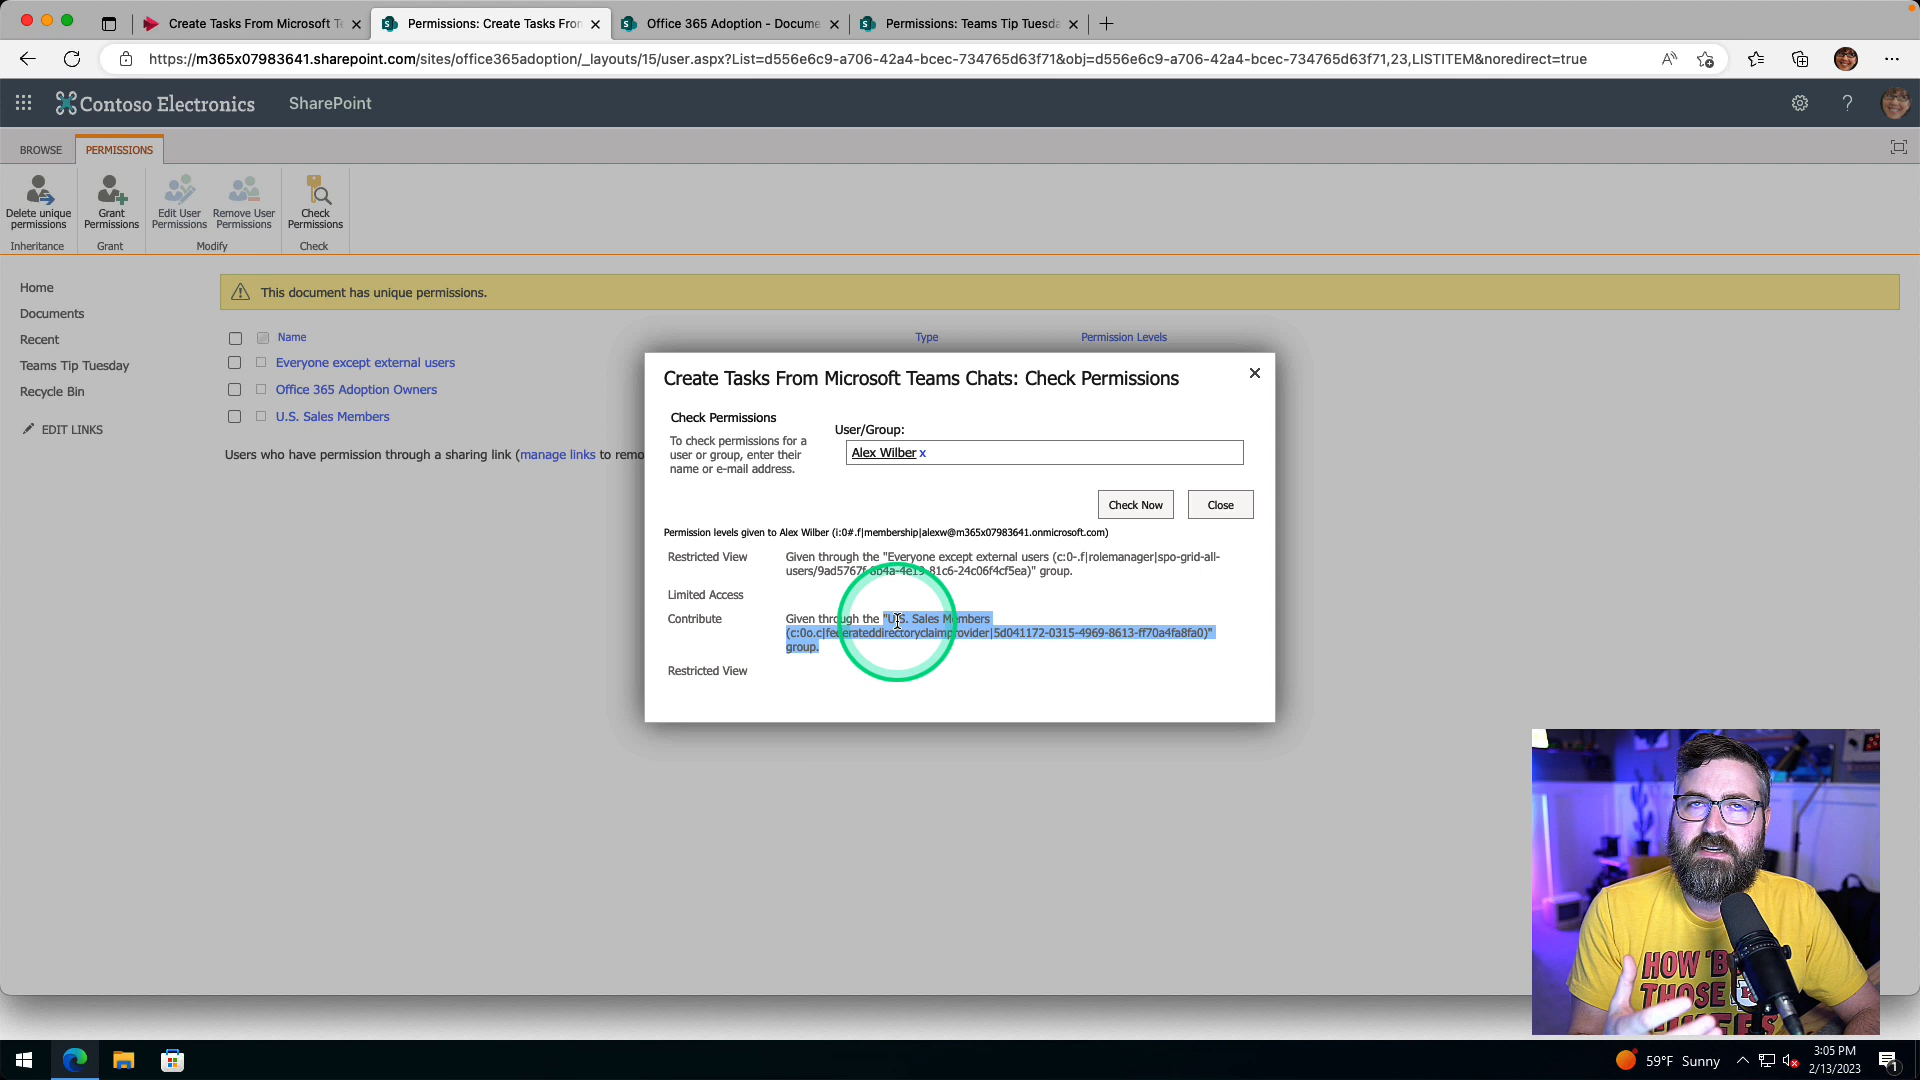 Create Tasks From Microsoft Te
Permissions: Create Tasks From
Office 365 Adoption - Docume
Permissions: Teams Tip Tuesda
https://m365x07983641.sharepoint.com/sites/office365adoption/_layouts/15/user.aspx?List=d556e6c9-a706-42a4-bcec-734765d63f71&obj=d556e6c9-a706-42a4-bcec-734765d63f71,23,LISTITEM&noredirect=true
Contoso Electronics
SharePoint
BROWSE
PERMISSIONS
Delete unique
permissions
Grant
Permissions
Edit User
Permissions
Remove User
Permissions
Check
Permissions
Inheritance
Grant
Modify
Check
Home
Documents
Recent
Teams Tip Tuesday
Recycle Bin
EDIT LINKS
This document has unique permissions.
Name
Type
Permission Levels
Everyone except external users
Office 365 Adoption Owners
U.S. Sales Members
Users who have permission through a sharing link (manage links to remo
Create Tasks From Microsoft Teams Chats: Check Permissions
Check Permissions
To check permissions for a
user or group, enter their
name or e-mail address.
User/Group:
Alex Wilber x
Check Now
Close
Permission levels given to Alex Wilber (i:0#.f|membership|alexw@m365x07983641.onmicrosoft.com)
Restricted View
Given through the "Everyone except external users (c:0-.f|rolemanager|spo-grid-all-
users/9ad5767f-8b4a-4e19-81c6-24c06f4cf5ea)" group.
Limited Access
Contribute
Given through the "U.S. Sales Members
(c:0o.c|federateddirectoryclaimprovider|5d041172-0315-4969-8613-ff70a4fa8fa0)"
group.
Restricted View
HOW 'B
THOSE
59°F Sunny
3:05 PM
2/13/2023
1